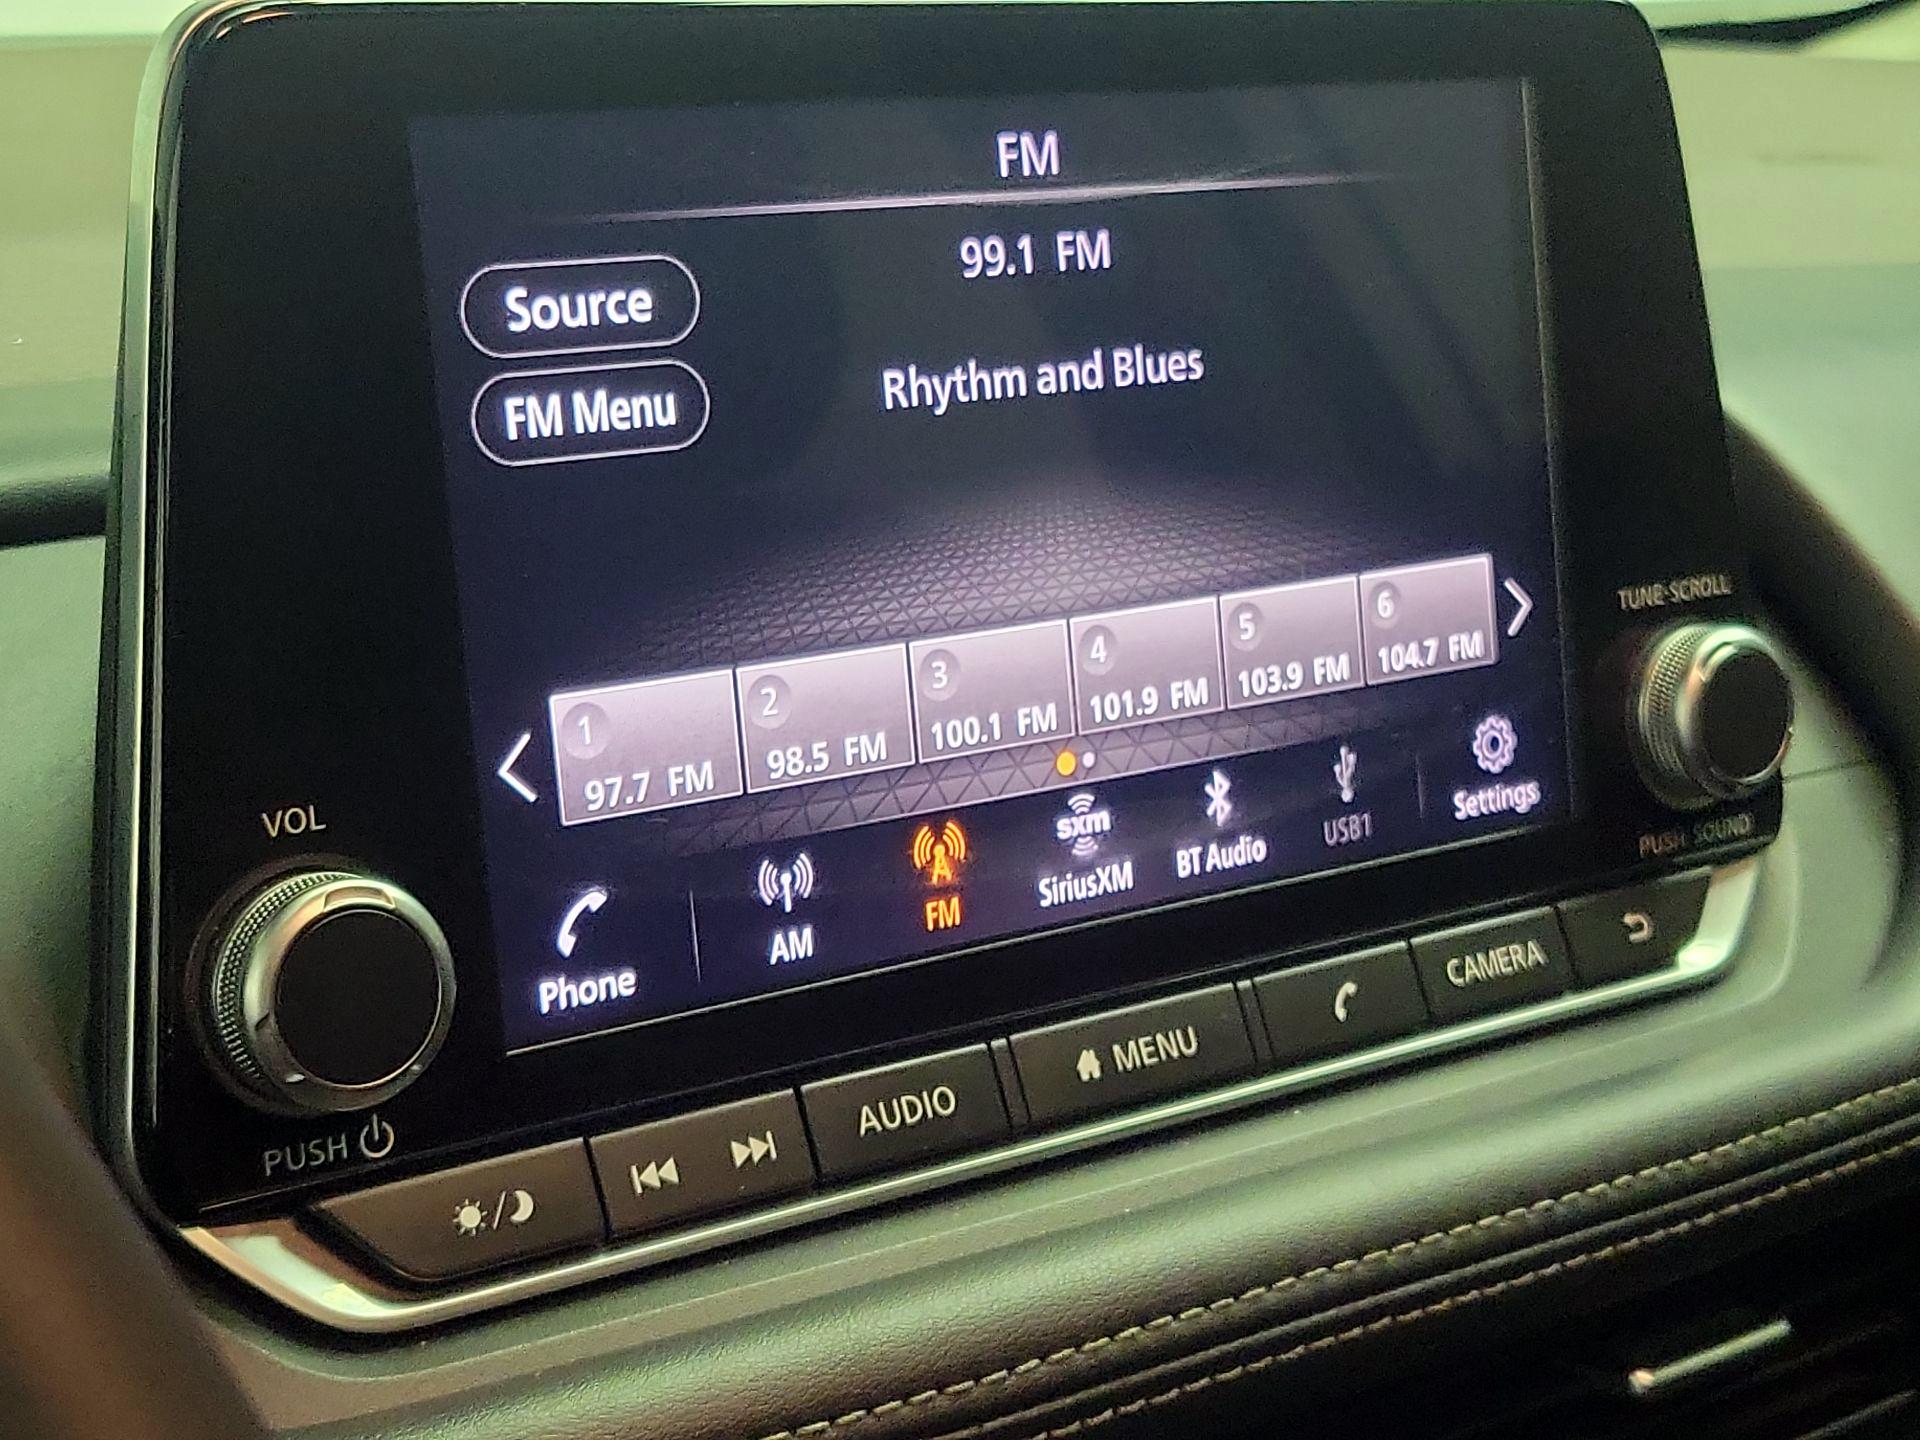 FM
99.1 FM
Source
Rhythm and Blues
FM Menu
1
97.7 FM
2
98.5 FM
3
100.1 FM
4
101.9 FM
5
103.9 FM
6
104.7 FM
Phone
AM
FM
sxm
SiriusXM
BT Audio
USB1
Settings
VOL
PUSH
TUNE·SCROLL
PUSH SOUND
AUDIO
MENU
CAMERA